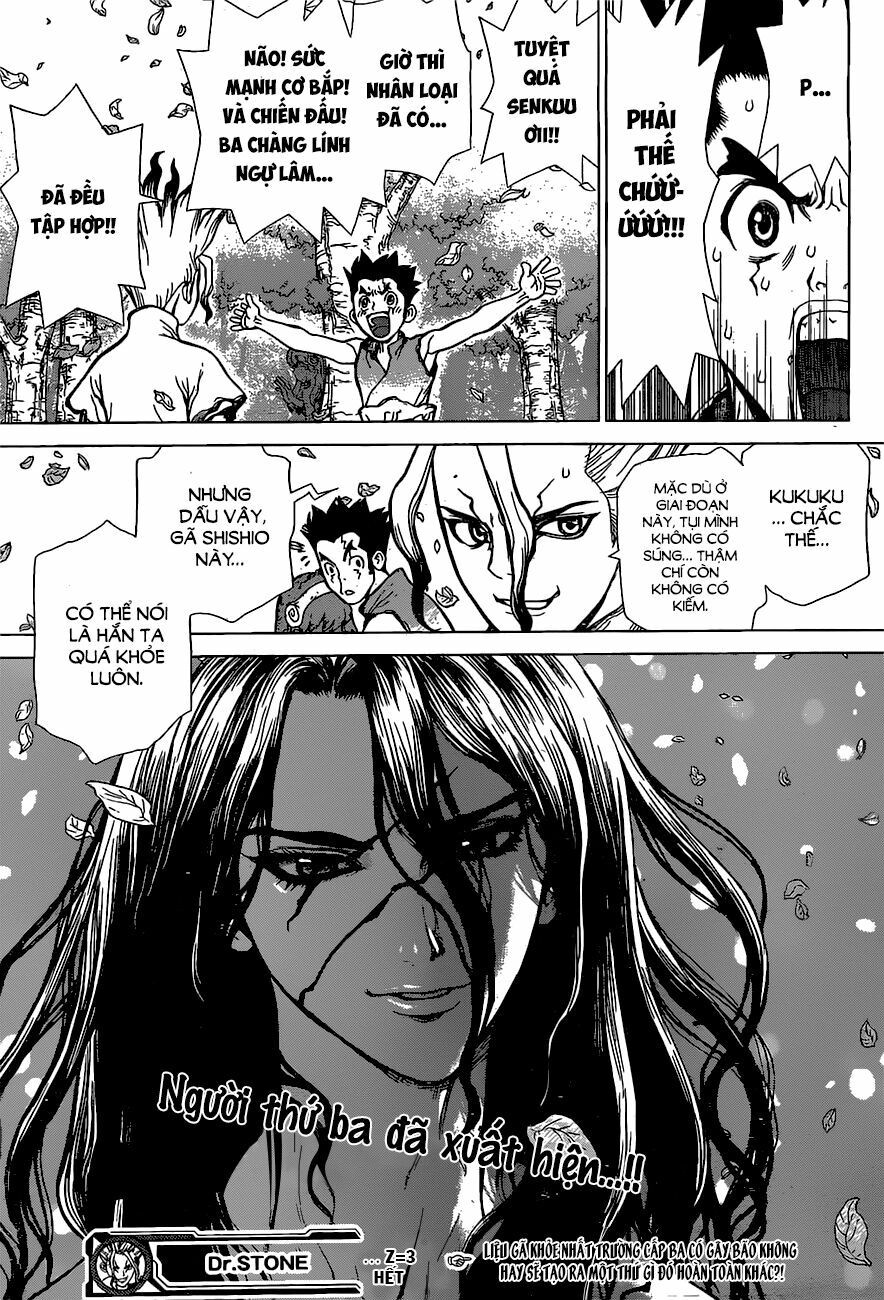 P...
PHẢI
THẾ
CHỨỨ-
ỨỨỨ!!!
TUYỆT
QUÁ
SENKUU
ƠII!!
GIỜ THÌ
NHÂN LOẠI
ĐÃ CÓ...
NÃO! SỨC
MẠNH CƠ BẮP!
VÀ CHIẾN ĐẤU!
BA CHÀNG LÍNH
NGỰ LÂM...
ĐÃ ĐỀU
TẬP HỢP!!
KUKUKU
... CHẮC
THẾ...
MẶC DÙ Ở
GIAI ĐOẠN
NÀY, TỤI MÌNH
KHÔNG CÓ
SÚNG... THẬM
CHÍ CÒN
KHÔNG CÓ
KIẾM.
NHƯNG
DẪU VẬY,
GÃ SHISHIO
NÀY...
CÓ THỂ NÓI
LÀ HẮN TA
QUÁ KHỎE
LUÔN.
Người thứ ba đã xuất hiện....!!
Dr.STONE
... Z=3
HẾT
LIỆU GÃ KHỎE NHẤT TRƯỜNG CẤP BA CÓ GÂY BÃO KHÔNG
HAY SẼ TẠO RA MỘT THỨ GÌ ĐÓ HOÀN TOÀN KHÁC?!